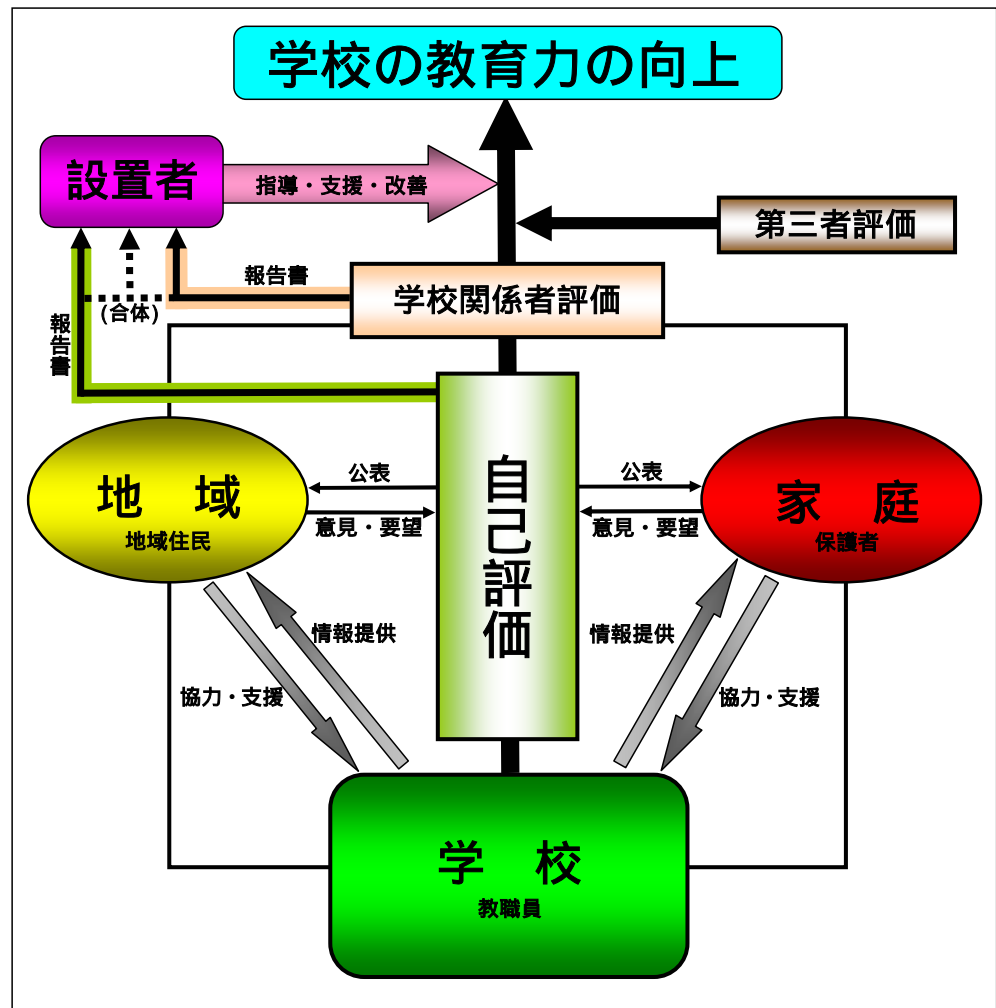 学校の教育力の向上
設置者
指導・支援・改善
第三者評価
報告書
学校関係者評価
(合体)
報告書
自己評価
公表
公表
地　域
地域住民
意見・要望
意見・要望
家　庭
保護者
情報提供
情報提供
協力・支援
協力・支援
学　校
教職員